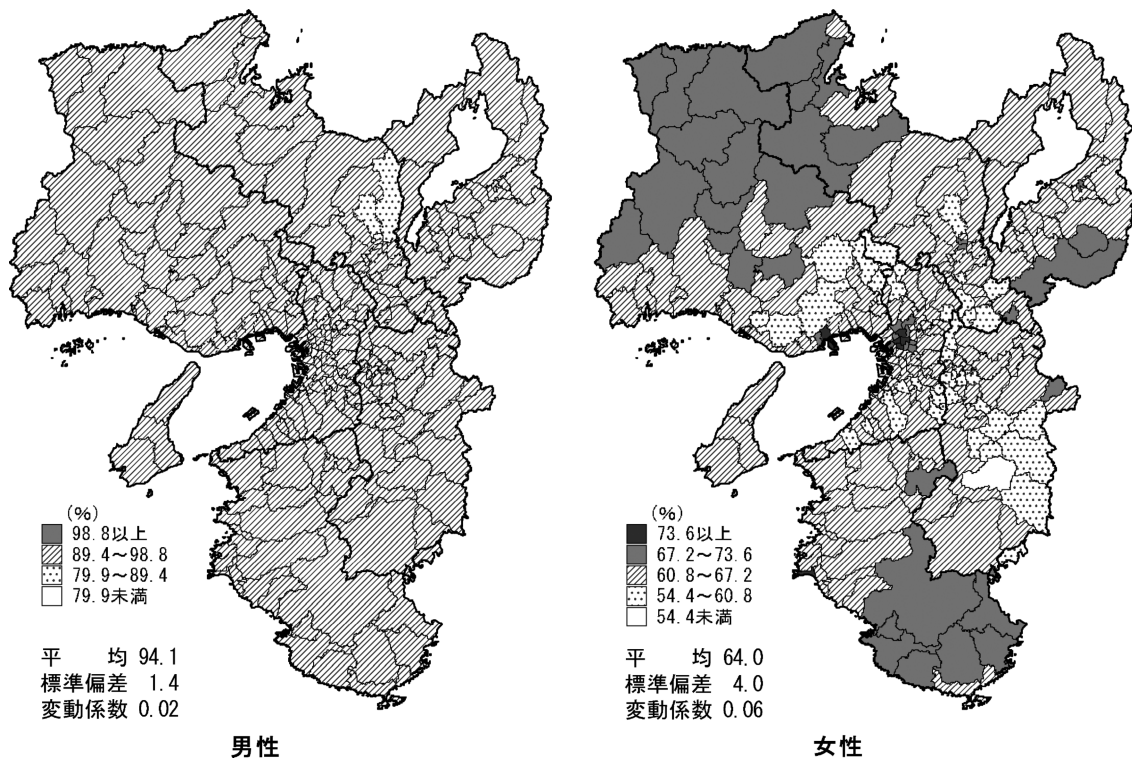 (%)
98.8以上
89.4～98.8
79.9～89.4
79.9未満
平　均 94.1
標準偏差 1.4
変動係数 0.02
男性
(%)
73.6以上
67.2～73.6
60.8～67.2
54.4～60.8
54.4未満
平　均 64.0
標準偏差 4.0
変動係数 0.06
女性